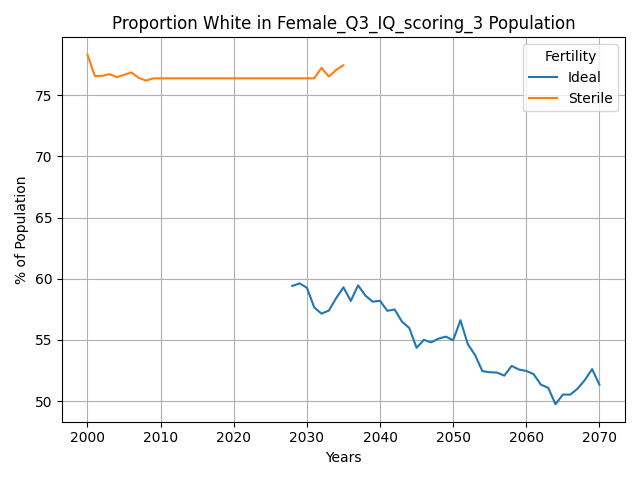 Proportion White in Female_Q3_IQ_scoring_3 Population
Fertility
Ideal
Sterile
% of Population
75
70
65
60
55
50
2000
2010
2020
2030
2040
2050
2060
2070
Years